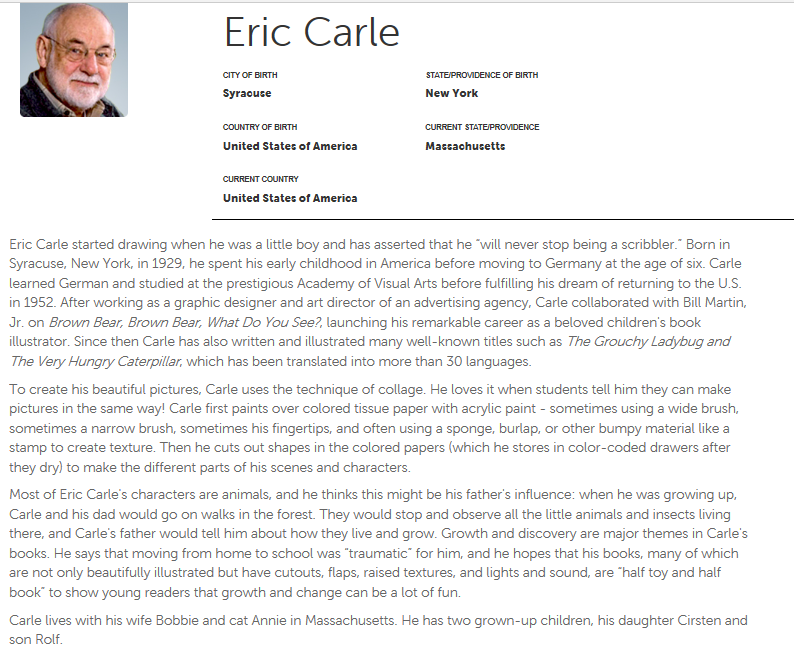 Eric Carle
CITY OF BIRTH
Syracuse
STATE/PROVIDENCE OF BIRTH
New York
COUNTRY OF BIRTH
United States of America
CURRENT STATE/PROVIDENCE
Massachusetts
CURRENT COUNTRY
United States of America
Eric Carle started drawing when he was a little boy and has asserted that he “will never stop being a scribbler.” Born in
Syracuse, New York, in 1929, he spent his early childhood in America before moving to Germany at the age of six. Carle
learned German and studied at the prestigious Academy of Visual Arts before fulfilling his dream of returning to the U.S.
in 1952. After working as a graphic designer and art director of an advertising agency, Carle collaborated with Bill Martin,
Jr. on Brown Bear, Brown Bear, What Do You See?, launching his remarkable career as a beloved children's book
illustrator. Since then Carle has also written and illustrated many well-known titles such as The Grouchy Ladybug and
The Very Hungry Caterpillar, which has been translated into more than 30 languages.
To create his beautiful pictures, Carle uses the technique of collage. He loves it when students tell him they can make
pictures in the same way! Carle first paints over colored tissue paper with acrylic paint - sometimes using a wide brush,
sometimes a narrow brush, sometimes his fingertips, and often using a sponge, burlap, or other bumpy material like a
stamp to create texture. Then he cuts out shapes in the colored papers (which he stores in color-coded drawers after
they dry) to make the different parts of his scenes and characters.
Most of Eric Carle's characters are animals, and he thinks this might be his father's influence: when he was growing up,
Carle and his dad would go on walks in the forest. They would stop and observe all the little animals and insects living
there, and Carle's father would tell him about how they live and grow. Growth and discovery are major themes in Carle's
books. He says that moving from home to school was “traumatic” for him, and he hopes that his books, many of which
are not only beautifully illustrated but have cutouts, flaps, raised textures, and lights and sound, are “half toy and half
book” to show young readers that growth and change can be a lot of fun.
Carle lives with his wife Bobbie and cat Annie in Massachusetts. He has two grown-up children, his daughter Cirsten and
son Rolf.